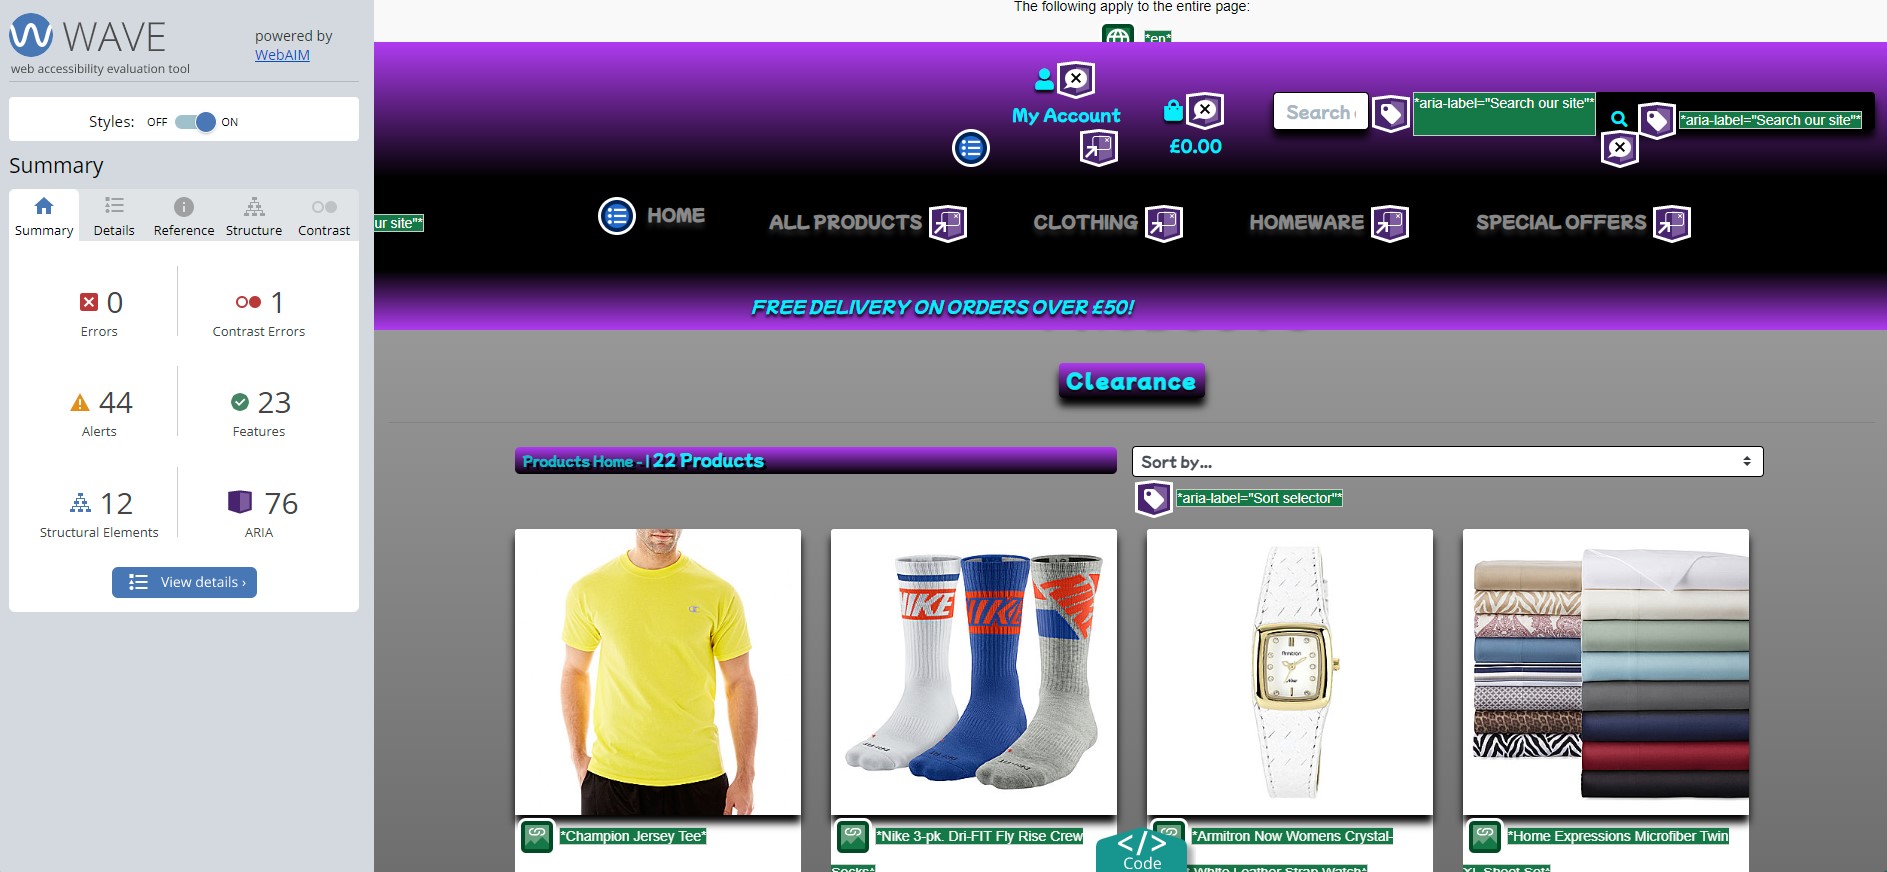 WAVE
powered by
WebAIM
web accessibility evaluation tool
Styles: OFF ON
Summary
Summary Details Reference Structure Contrast
0 1
Errors Contrast Errors
44 23
Alerts Features
12 76
Structural Elements ARIA
View details ›
The following apply to the entire page:
*en*
My Account
£0.00
Search
*aria-label="Search our site"*
*aria-label="Search our site"*
ur site"*
HOME ALL PRODUCTS CLOTHING HOMEWARE SPECIAL OFFERS
FREE DELIVERY ON ORDERS OVER £50!
Clearance
Products Home - | 22 Products
Sort by...
*aria-label="Sort selector"*
NIKE
NIKE
Armitron
*Champion Jersey Tee* *Nike 3-pk. Dri-FIT Fly Rise Crew *Armitron Now Womens Crystal- *Home Expressions Microfiber Twin
Socks* White Leather Strap Watch* XL Sheet Set*
</> Code